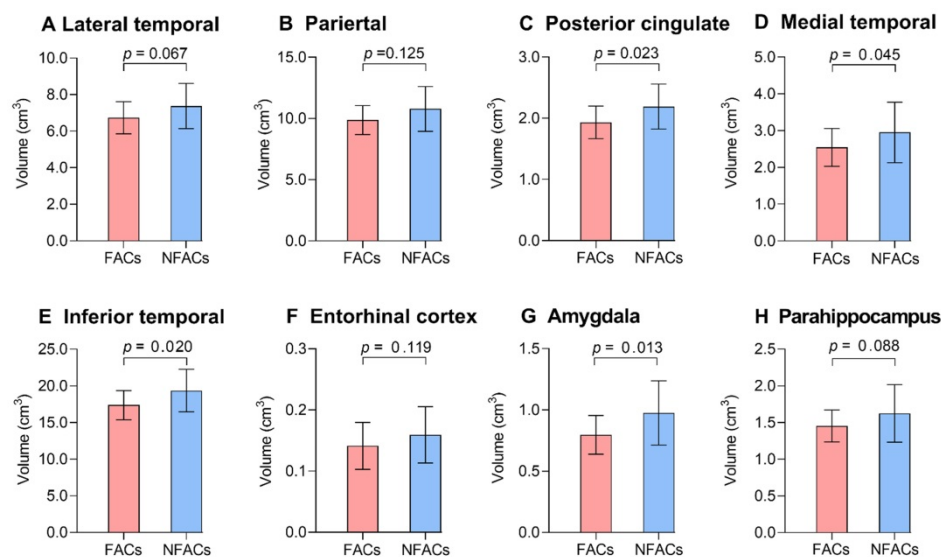 A Lateral temporal
p = 0.067
Volume (cm³)
10.0
8.0
6.0
4.0
2.0
0.0
FACs NFACs
B Pariertal
p =0.125
Volume (cm³)
15.0
10.0
5.0
0.0
FACs NFACs
C Posterior cingulate
p = 0.023
Volume (cm³)
3.0
2.0
1.0
0.0
FACs NFACs
D Medial temporal
p = 0.045
Volume (cm³)
5.0
4.0
3.0
2.0
1.0
0.0
FACs NFACs
E Inferior temporal
p = 0.020
Volume (cm³)
25.0
20.0
15.0
10.0
5.0
0.0
FACs NFACs
F Entorhinal cortex
p = 0.119
Volume (cm³)
0.3
0.2
0.1
0.0
FACs NFACs
G Amygdala
p = 0.013
Volume (cm³)
1.5
1.0
0.5
0.0
FACs NFACs
H Parahippocampus
p = 0.088
Volume (cm³)
2.5
2.0
1.5
1.0
0.5
0.0
FACs NFACs